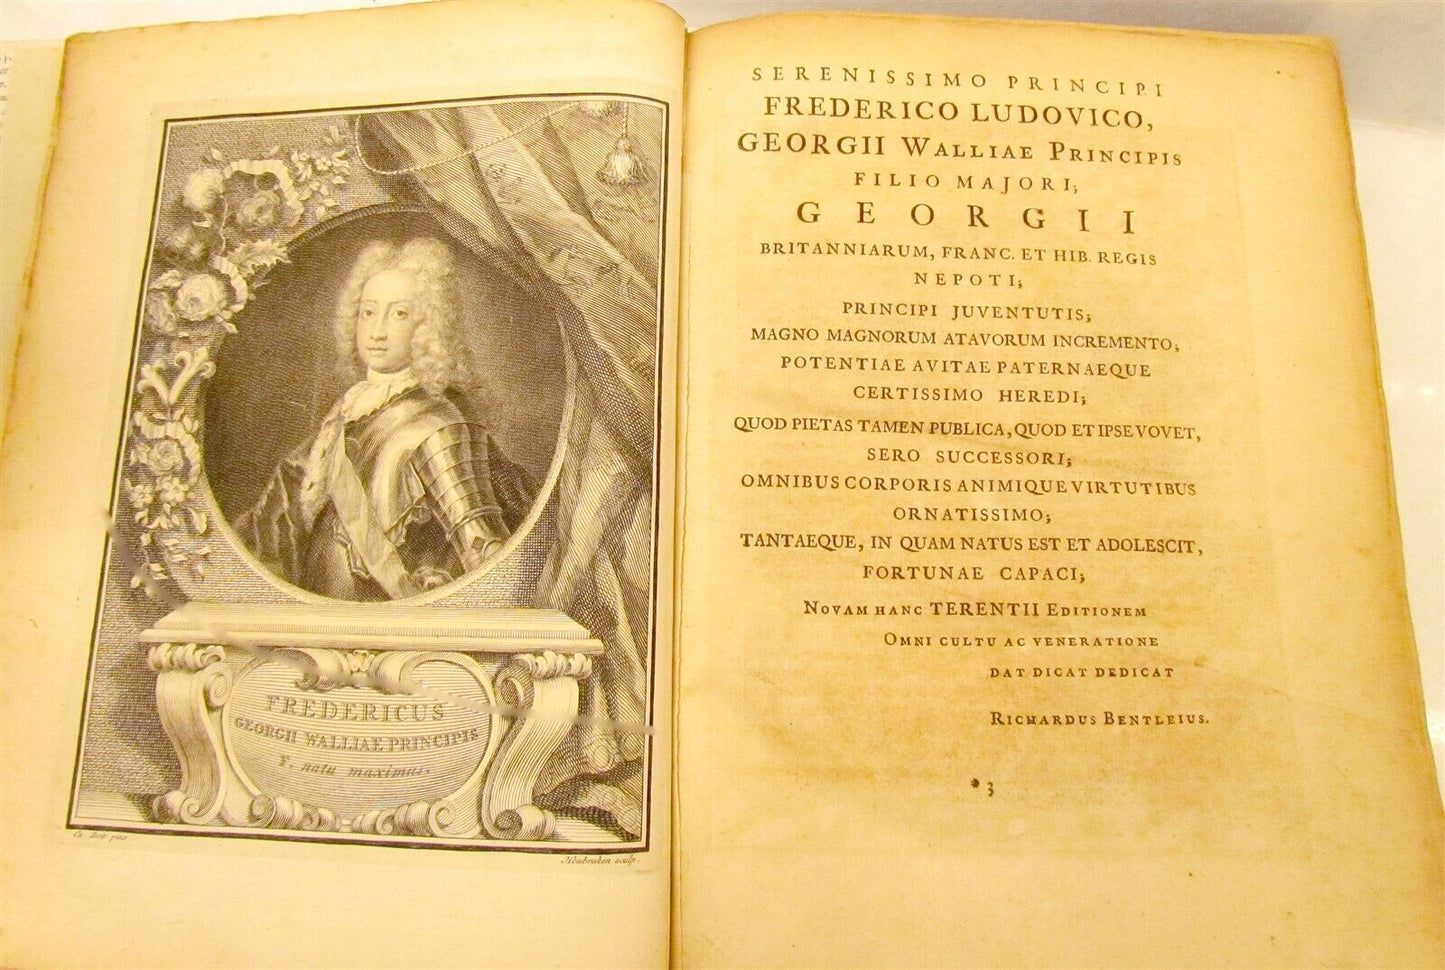 FREDERICUS
GEORGII WALLIAE PRINCIPIS
F. natu maximus.
Houbraken sculp.
SERENISSIMO PRINCIPI
FREDERICO LUDOVICO,
GEORGII WALLIAE PRINCIPIS
FILIO MAJORI;
GEORGII
BRITANNIARUM, FRANC. ET HIB. REGIS
NEPOTI;
PRINCIPI JUVENTUTIS;
MAGNO MAGNORUM ATAVORUM INCREMENTO;
POTENTIAE AVITAE PATERNAEQUE
CERTISSIMO HEREDI;
QUOD PIETAS TAMEN PUBLICA, QUOD ET IPSE VOVET,
SERO SUCCESSORI;
OMNIBUS CORPORIS ANIMIQUE VIRTUTIBUS
ORNATISSIMO;
TANTAEQUE, IN QUAM NATUS EST ET ADOLESCIT,
FORTUNAE CAPACI;
NOVAM HANC TERENTII EDITIONEM
OMNI CULTU AC VENERATIONE
DAT DICAT DEDICAT
RICHARDUS BENTLEIUS.
* 3